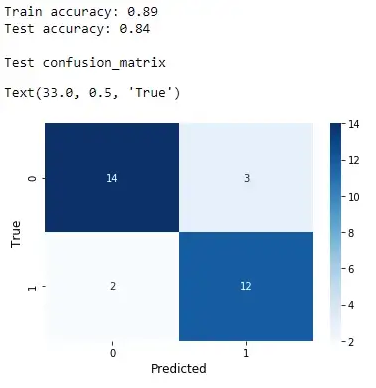 Train accuracy: 0.89
Test accuracy: 0.84
Test confusion_matrix
Text(33.0, 0.5, 'True')
14
0
14
3
12
10
True
8
6
1
2
12
4
2
0
1
Predicted